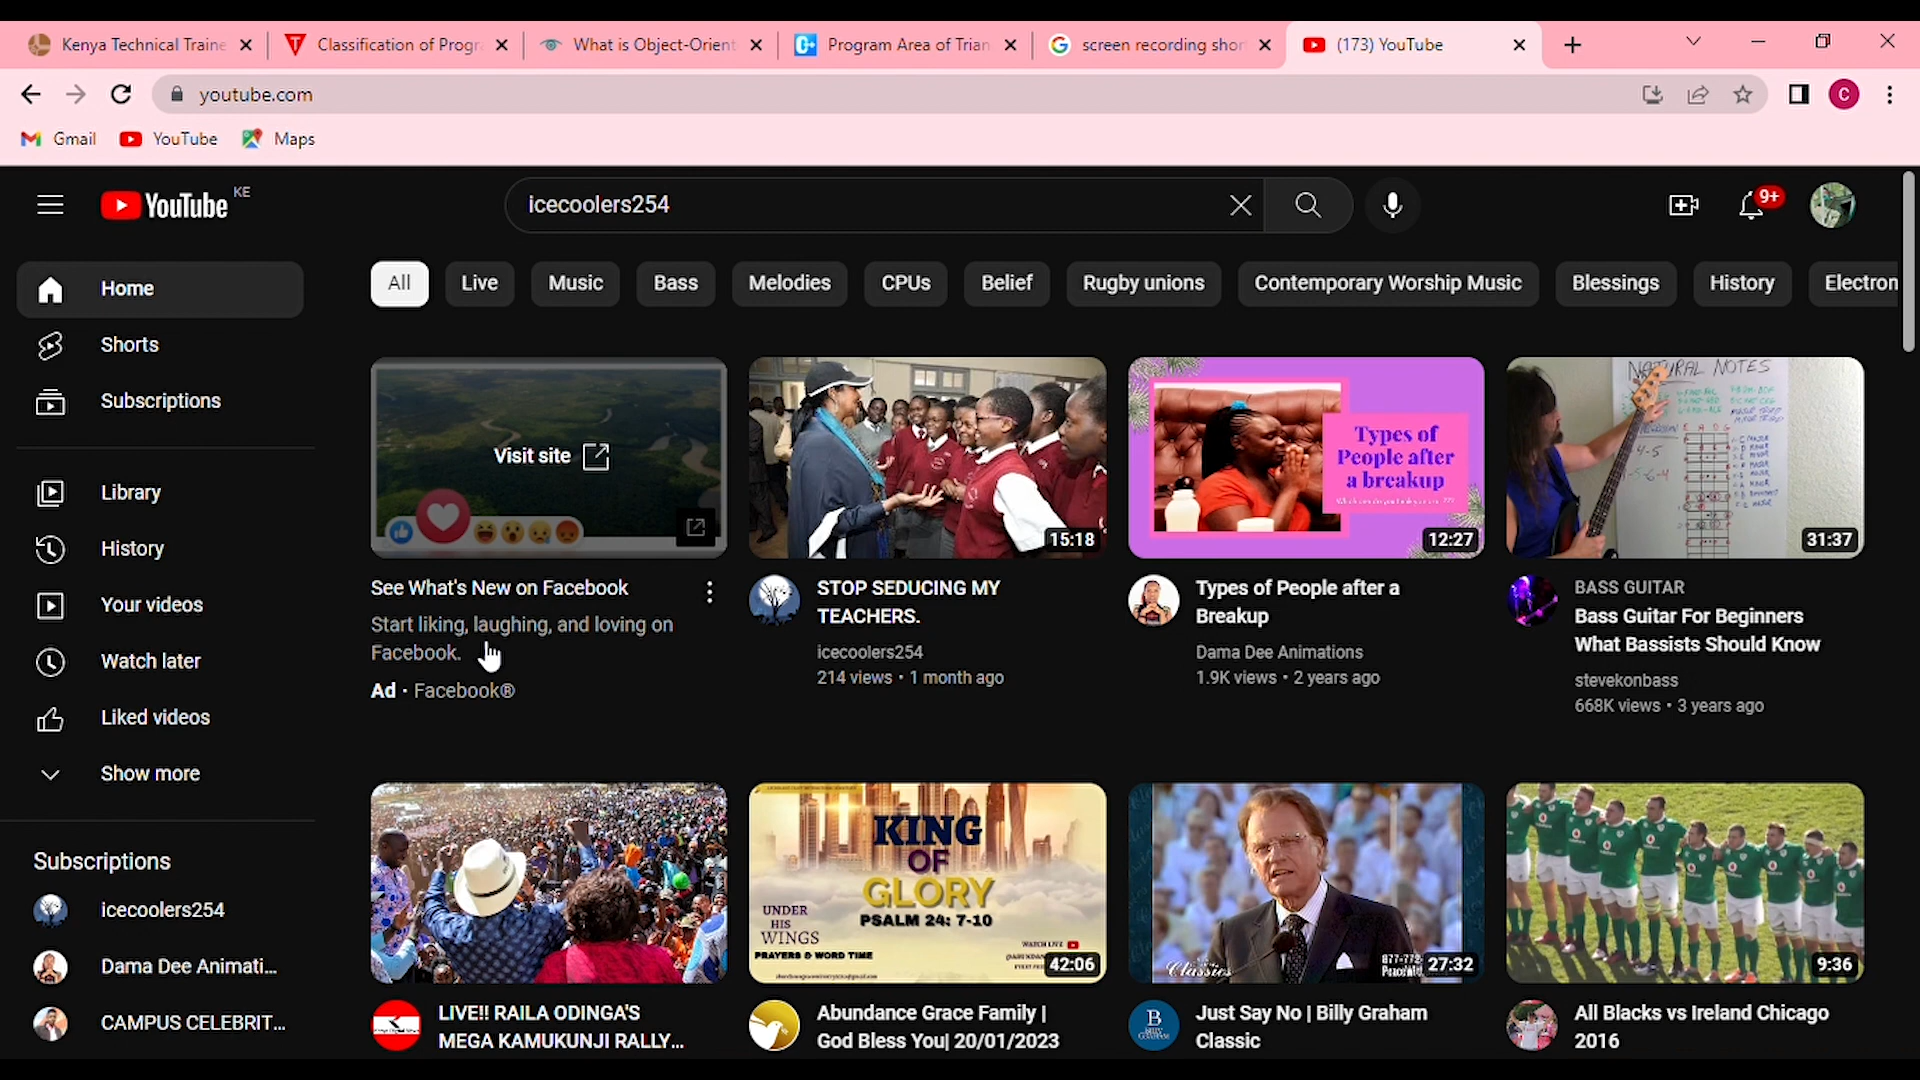 Kenya Technical Traine
Classification of Progr
What is Object-Orient
Program Area of Trian
screen recording shor
(173) YouTube
youtube.com
C
Gmail
YouTube
Maps
YouTube KE
icecoolers254
9+
Home
Shorts
Subscriptions
Library
History
Your videos
Watch later
Liked videos
Show more
Subscriptions
icecoolers254
Dama Dee Animati...
CAMPUS CELEBRIT...
All
Live
Music
Bass
Melodies
CPUs
Belief
Rugby unions
Contemporary Worship Music
Blessings
History
Electron
Visit site
See What's New on Facebook
Start liking, laughing, and loving on
Facebook.
Ad · Facebook®
15:18
STOP SEDUCING MY
TEACHERS.
icecoolers254
214 views • 1 month ago
Types of
People after
a breakup
12:27
Types of People after a
Breakup
Dama Dee Animations
1.9K views • 2 years ago
NATURAL NOTES
31:37
BASS GUITAR
Bass Guitar For Beginners
What Bassists Should Know
stevekonbass
668K views • 3 years ago
LIVE!! RAILA ODINGA'S
MEGA KAMUKUNJI RALLY...
KING
OF
GLORY
PSALM 24: 7-10
UNDER
HIS
WINGS
PRAYERS & WORD TIME
WATCH LIVE
42:06
Abundance Grace Family |
God Bless You| 20/01/2023
Classics
877-772-
27:32
Just Say No | Billy Graham
Classic
9:36
All Blacks vs Ireland Chicago
2016